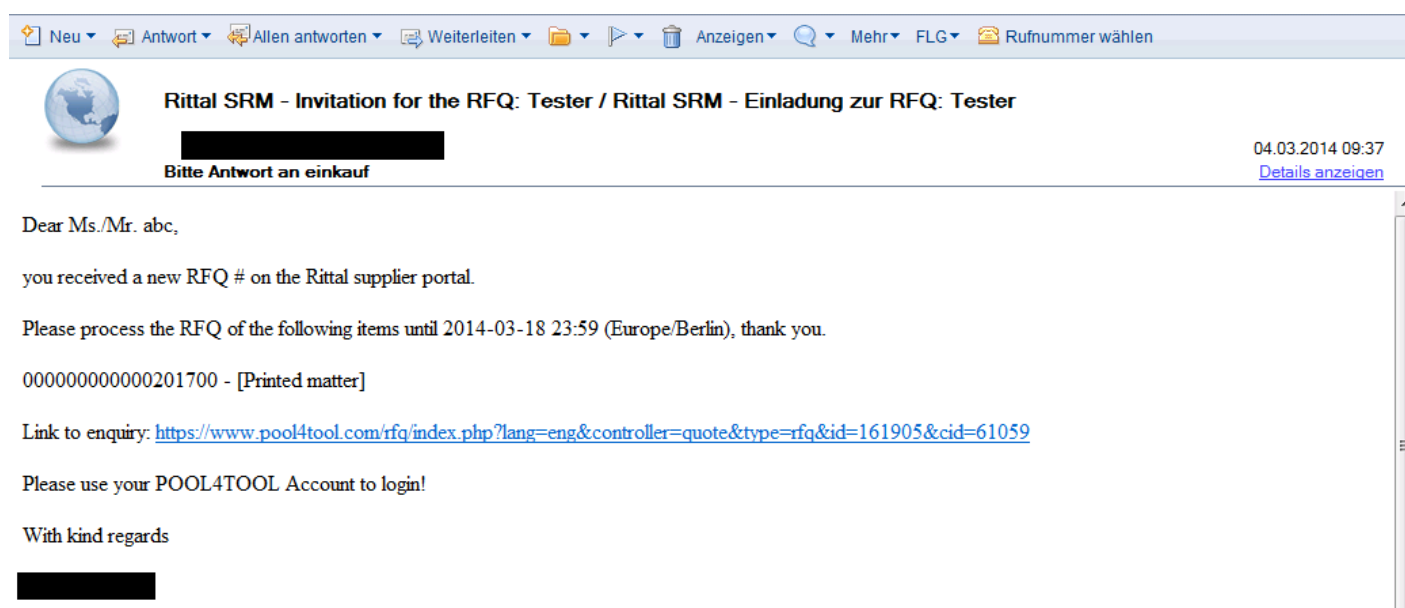 Neu Antwort Allen antworten Weiterleiten Anzeigen Mehr FLG Rufnummer wählen
Rittal SRM - Invitation for the RFQ: Tester / Rittal SRM - Einladung zur RFQ: Tester
04.03.2014 09:37
Bitte Antwort an einkauf
Details anzeigen
Dear Ms./Mr. abc,
you received a new RFQ # on the Rittal supplier portal.
Please process the RFQ of the following items until 2014-03-18 23:59 (Europe/Berlin), thank you.
000000000000201700 - [Printed matter]
Link to enquiry: https://www.pool4tool.com/rfq/index.php?lang=eng&controller=quote&type=rfq&id=161905&cid=61059
Please use your POOL4TOOL Account to login!
With kind regards